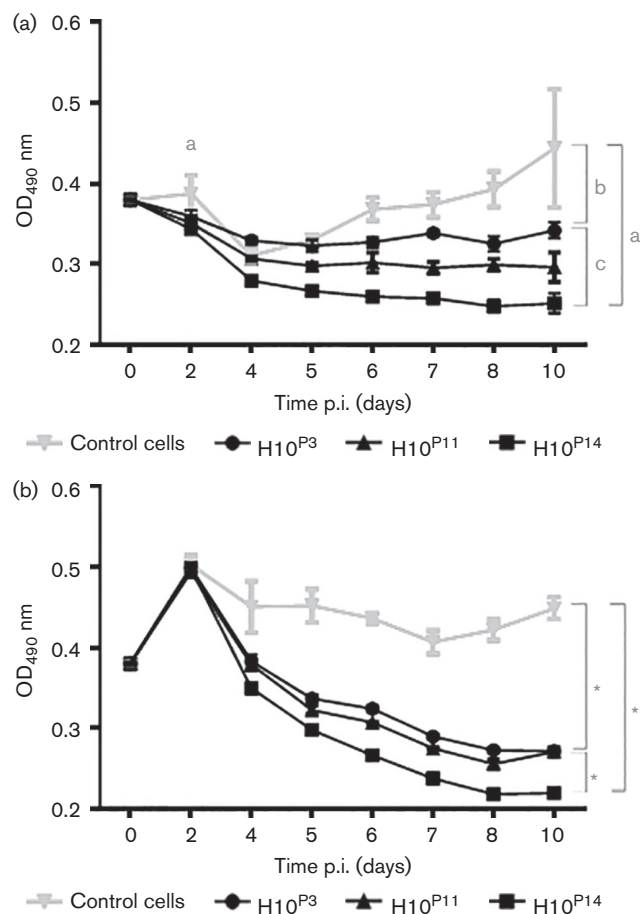 (a)
0.6
0.5
0.4
0.3
0.2
OD490 nm
a
b
c
a
0 2 4 5 6 7 8 10
Time p.i. (days)
Control cells H10P3 H10P11 H10P14
(b)
0.6
0.5
0.4
0.3
0.2
OD490 nm
*
*
*
0 2 4 5 6 7 8 10
Time p.i. (days)
Control cells H10P3 H10P11 H10P14